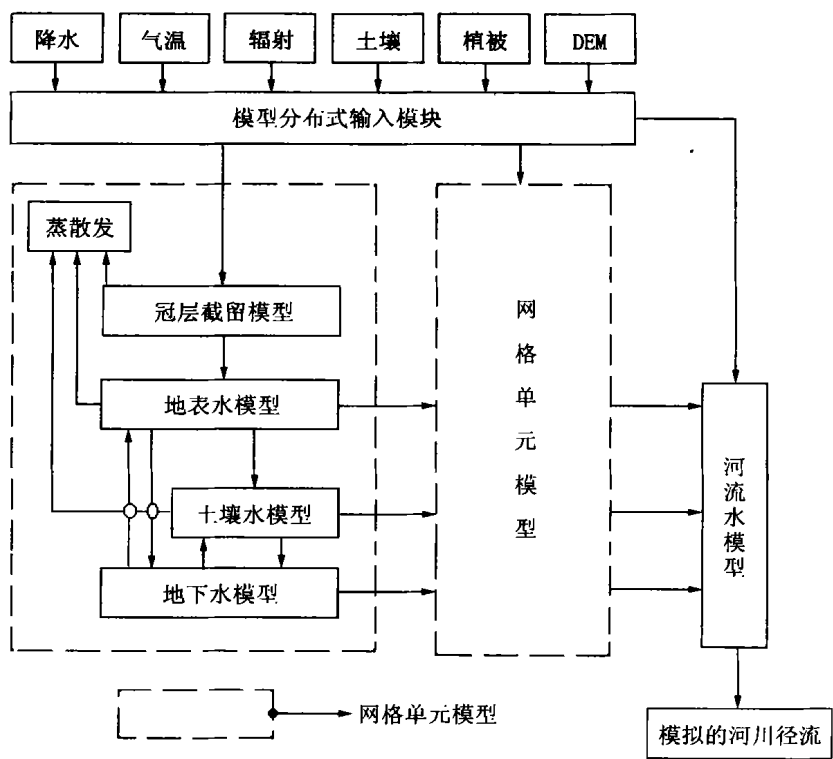 降水 气温 辐射 土壤 植被 DEM
模型分布式输入模块
蒸散发
冠层截留模型
地表水模型
土壤水模型
地下水模型
网格单元模型
河流水模型
网格单元模型
模拟的河川径流